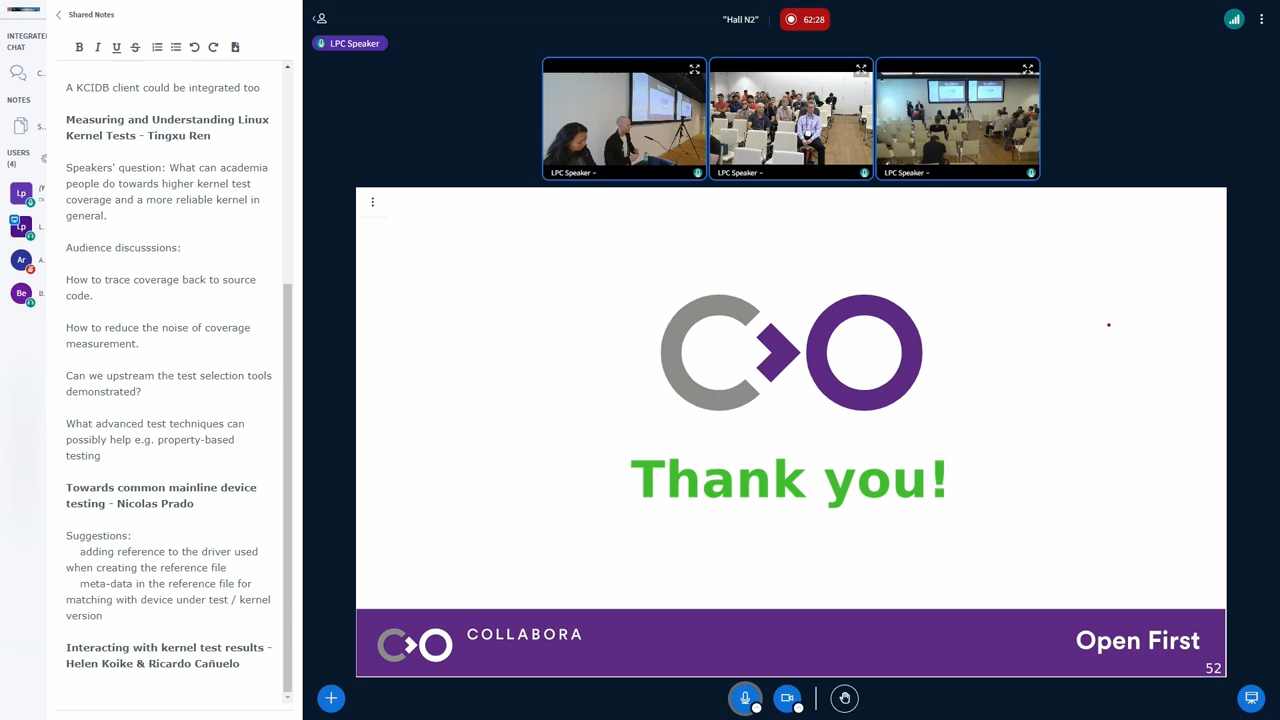 Shared Notes
"Hall N2"
62:28
LPC Speaker
INTEGRATE
CHAT
C...
NOTES
S...
USERS
(4)
Lp
Lp
L..
Ar
A.
Be
B.
B I U S
A KCIDB client could be integrated too
Measuring and Understanding Linux
Kernel Tests - Tingxu Ren
Speakers' question: What can academia
people do towards higher kernel test
coverage and a more reliable kernel in
general.
Audience discusssions:
How to trace coverage back to source
code.
How to reduce the noise of coverage
measurement.
Can we upstream the test selection tools
demonstrated?
What advanced test techniques can
possibly help e.g. property-based
testing
Towards common mainline device
testing - Nicolas Prado
Suggestions:
adding reference to the driver used
when creating the reference file
meta-data in the reference file for
matching with device under test / kernel
version
Interacting with kernel test results -
Helen Koike & Ricardo Cañuelo
LPC Speaker
LPC Speaker
LPC Speaker
Thank you!
COLLABORA
Open First
52